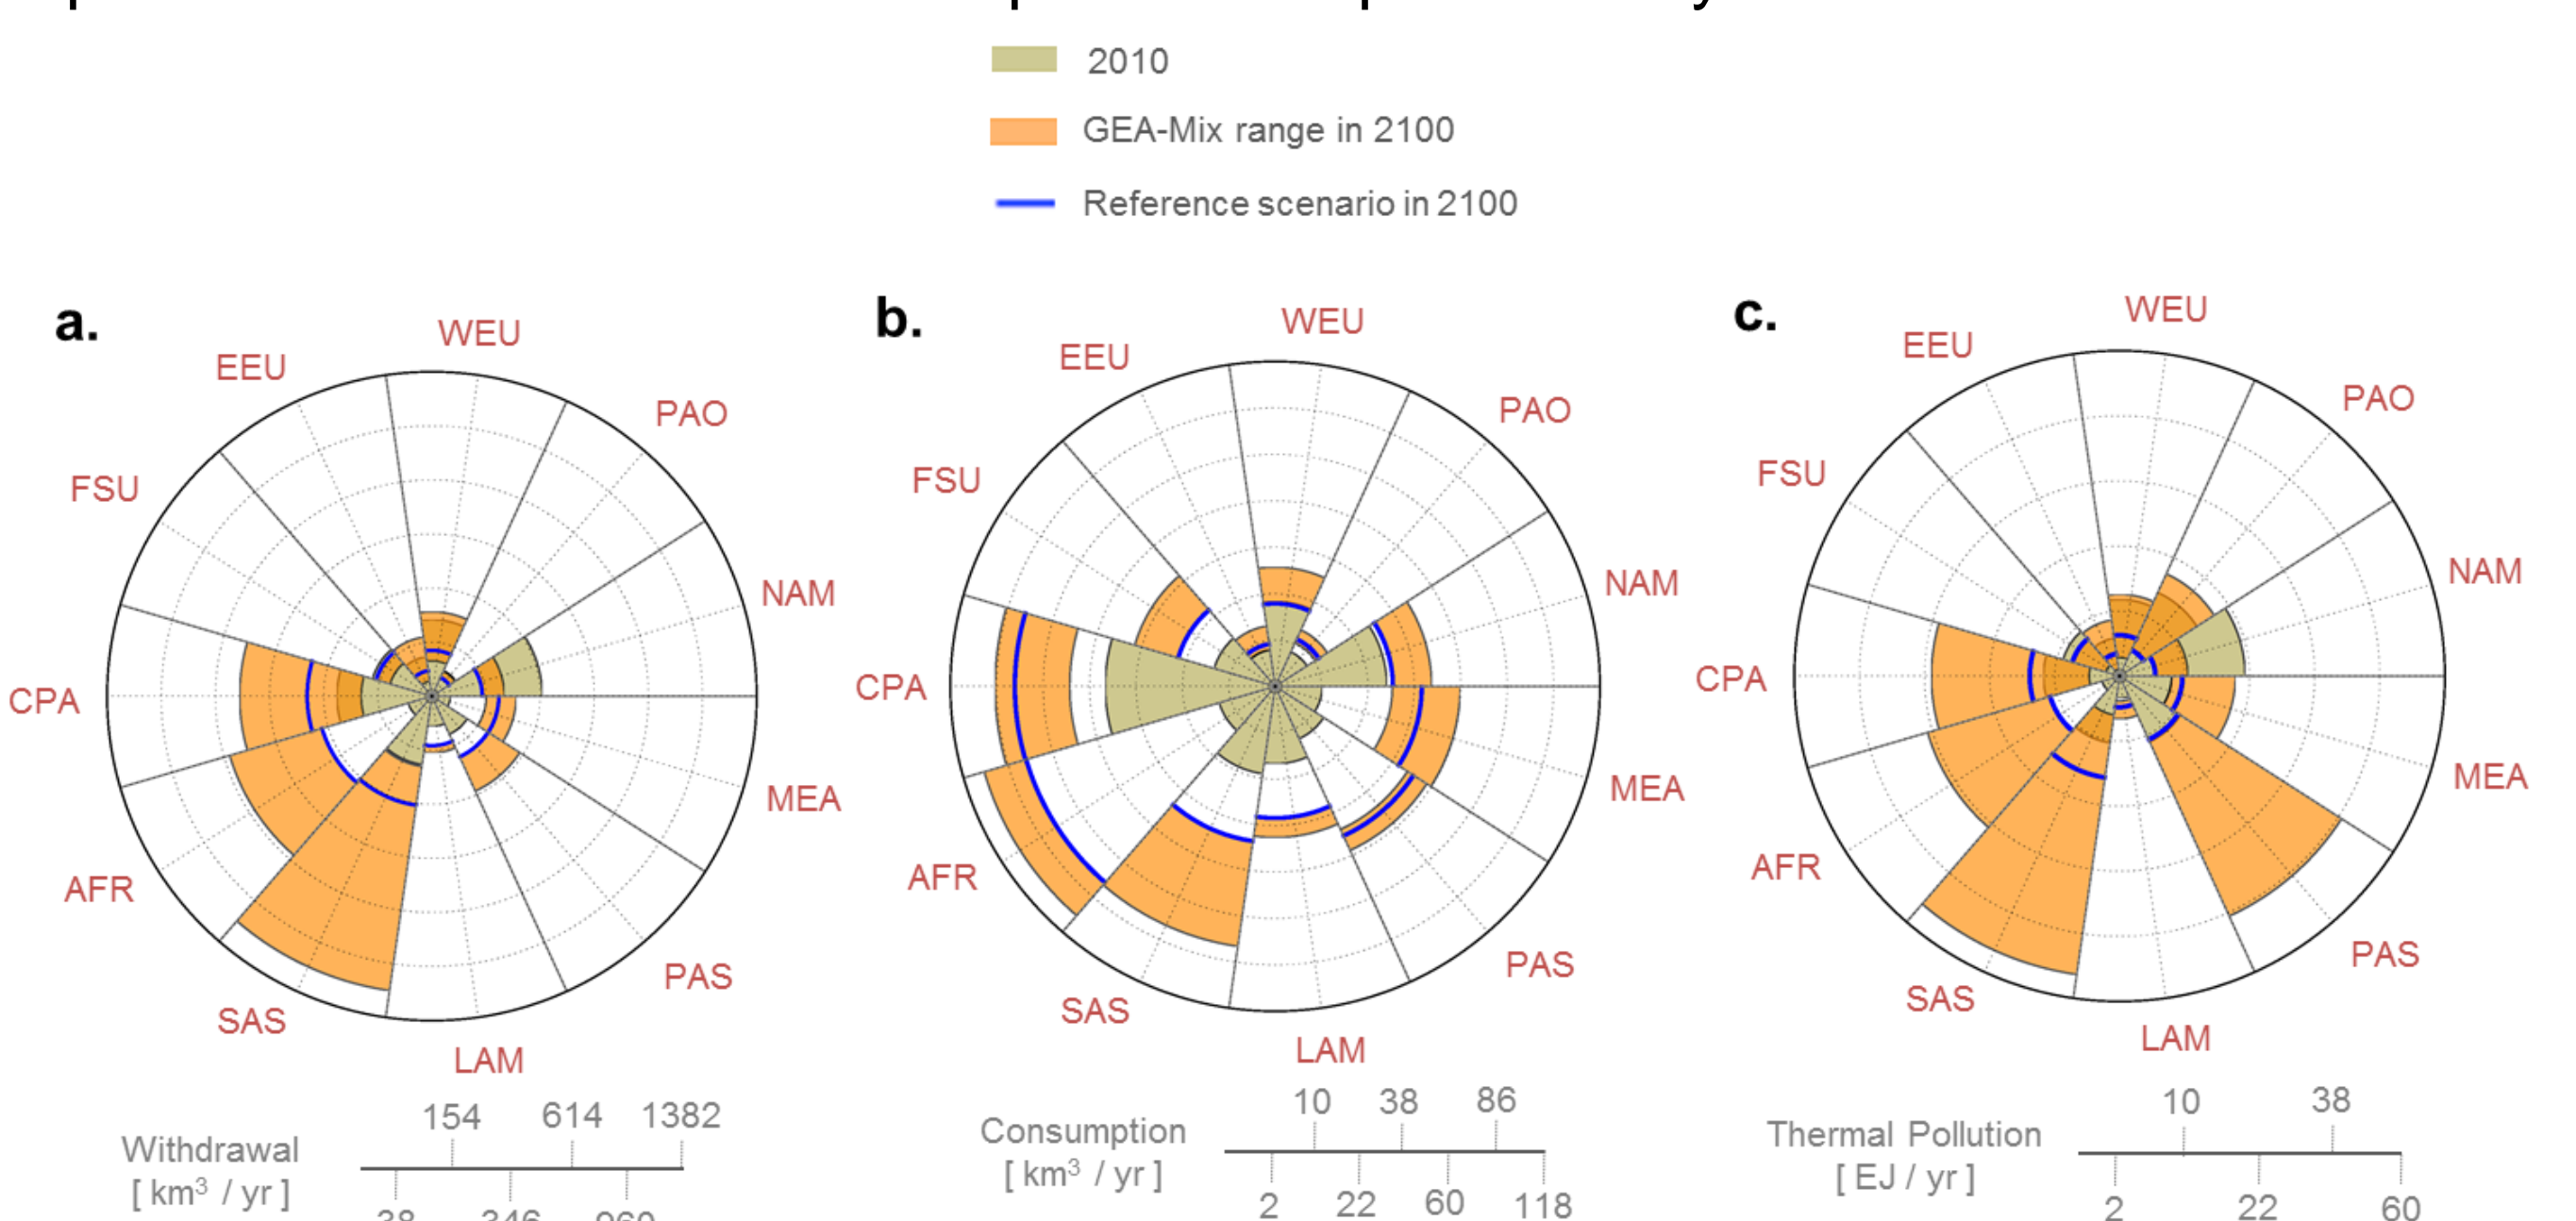 2010
GEA-Mix range in 2100
Reference scenario in 2100
a.
WEU
EEU
PAO
FSU
NAM
CPA
MEA
AFR
PAS
SAS
LAM
154 614 1382
Withdrawal
[ km³ / yr ]
b.
WEU
EEU
PAO
FSU
NAM
CPA
MEA
AFR
PAS
SAS
LAM
10 38 86
Consumption
[ km³ / yr ]
2 22 60 118
c.
WEU
EEU
PAO
FSU
NAM
CPA
MEA
AFR
PAS
SAS
LAM
10 38
Thermal Pollution
[ EJ / yr ]
2 22 60